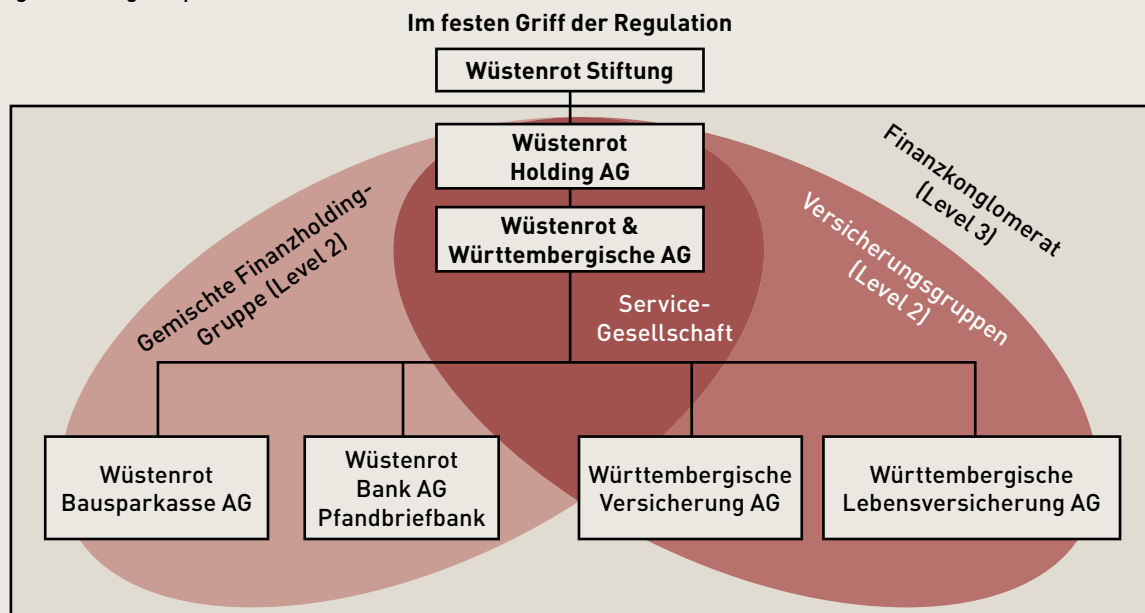 Im festen Griff der Regulation
Wüstenrot Stiftung
Wüstenrot
Holding AG
Wüstenrot &
Württembergische AG
Service-
Gesellschaft
Gemischte Finanzholding-
Gruppe (Level 2)
Versicherungsgruppen
(Level 2)
Finanzkonglomerat
(Level 3)
Wüstenrot
Bausparkasse AG
Wüstenrot
Bank AG
Pfandbriefbank
Württembergische
Versicherung AG
Württembergische
Lebensversicherung AG